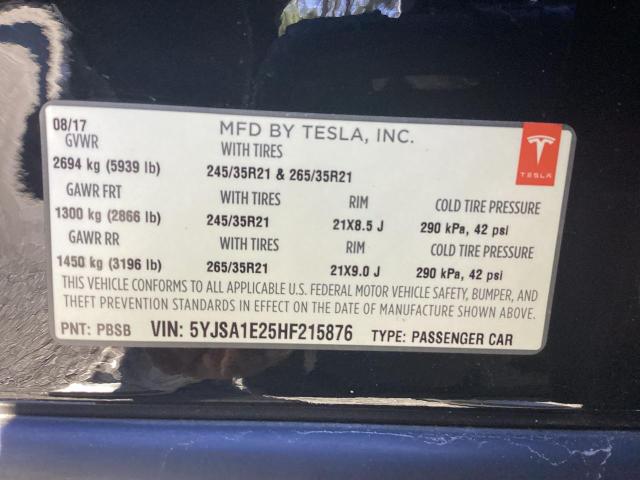 08/17 MFD BY TESLA, INC.
GVWR WITH TIRES
2694 kg (5939 lb) 245/35R21 & 265/35R21
TESLA
GAWR FRT WITH TIRES RIM COLD TIRE PRESSURE
1300 kg (2866 lb) 245/35R21 21X8.5 J 290 kPa, 42 psi
GAWR RR WITH TIRES RIM COLD TIRE PRESSURE
1450 kg (3196 lb) 265/35R21 21X9.0 J 290 kPa, 42 psi
THIS VEHICLE CONFORMS TO ALL APPLICABLE U.S. FEDERAL MOTOR VEHICLE SAFETY, BUMPER, AND
THEFT PREVENTION STANDARDS IN EFFECT ON THE DATE OF MANUFACTURE SHOWN ABOVE.
PNT: PBSB VIN: 5YJSA1E25HF215876 TYPE: PASSENGER CAR